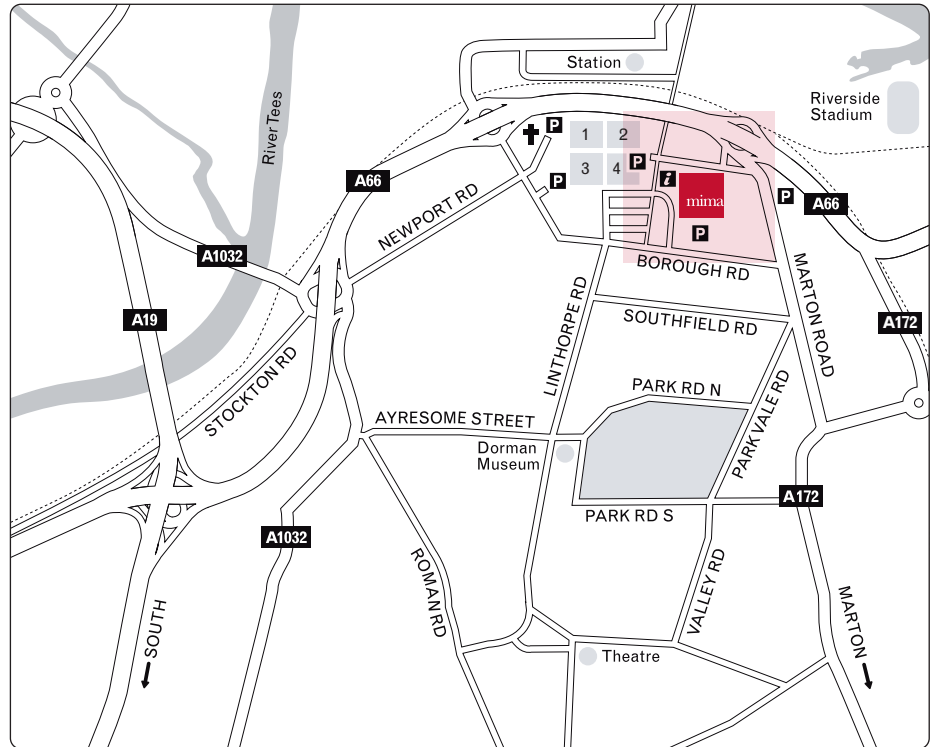 Station
Riverside
Stadium
River Tees
P
1
2
3
4
P
P
i
mima
P
P
A66
A66
NEWPORT RD
A1032
BOROUGH RD
MARTON ROAD
A19
LINTHORPE RD
SOUTHFIELD RD
A172
STOCKTON RD
PARK RD N
PARK VALE RD
AYRESOME STREET
Dorman
Museum
A172
PARK RD S
A1032
ROMAN RD
VALLEY RD
SOUTH
MARTON
Theatre